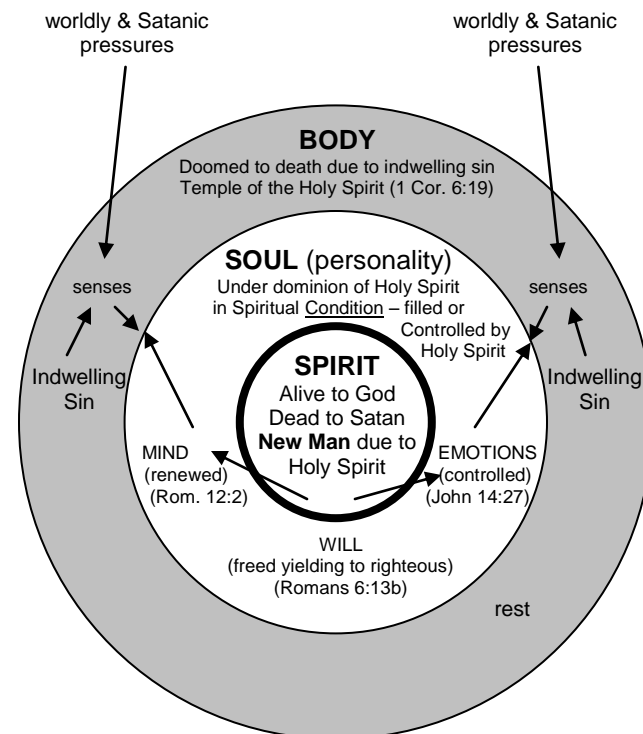 worldly & Satanic
pressures
worldly & Satanic
pressures
BODY
Doomed to death due to indwelling sin
Temple of the Holy Spirit (1 Cor. 6:19)
SOUL (personality)
Under dominion of Holy Spirit
in Spiritual Condition – filled or
Controlled by
Holy Spirit
senses
senses
Indwelling
Sin
Indwelling
Sin
SPIRIT
Alive to God
Dead to Satan
New Man due to
Holy Spirit
MIND
(renewed)
(Rom. 12:2)
EMOTIONS
(controlled)
(John 14:27)
WILL
(freed yielding to righteous)
(Romans 6:13b)
rest